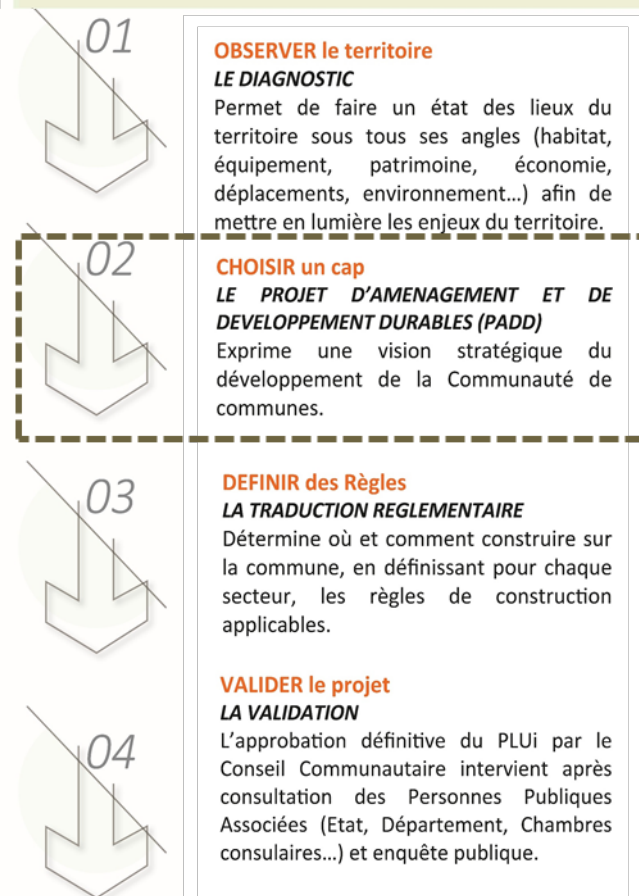 01
OBSERVER le territoire
LE DIAGNOSTIC
Permet de faire un état des lieux du
territoire sous tous ses angles (habitat,
équipement, patrimoine, économie,
déplacements, environnement…) afin de
mettre en lumière les enjeux du territoire.
02
CHOISIR un cap
LE PROJET D'AMENAGEMENT ET DE
DEVELOPPEMENT DURABLES (PADD)
Exprime une vision stratégique du
développement de la Communauté de
communes.
03
DEFINIR des Règles
LA TRADUCTION REGLEMENTAIRE
Détermine où et comment construire sur
la commune, en définissant pour chaque
secteur, les règles de construction
applicables.
04
VALIDER le projet
LA VALIDATION
L'approbation définitive du PLUi par le
Conseil Communautaire intervient après
consultation des Personnes Publiques
Associées (Etat, Département, Chambres
consulaires…) et enquête publique.